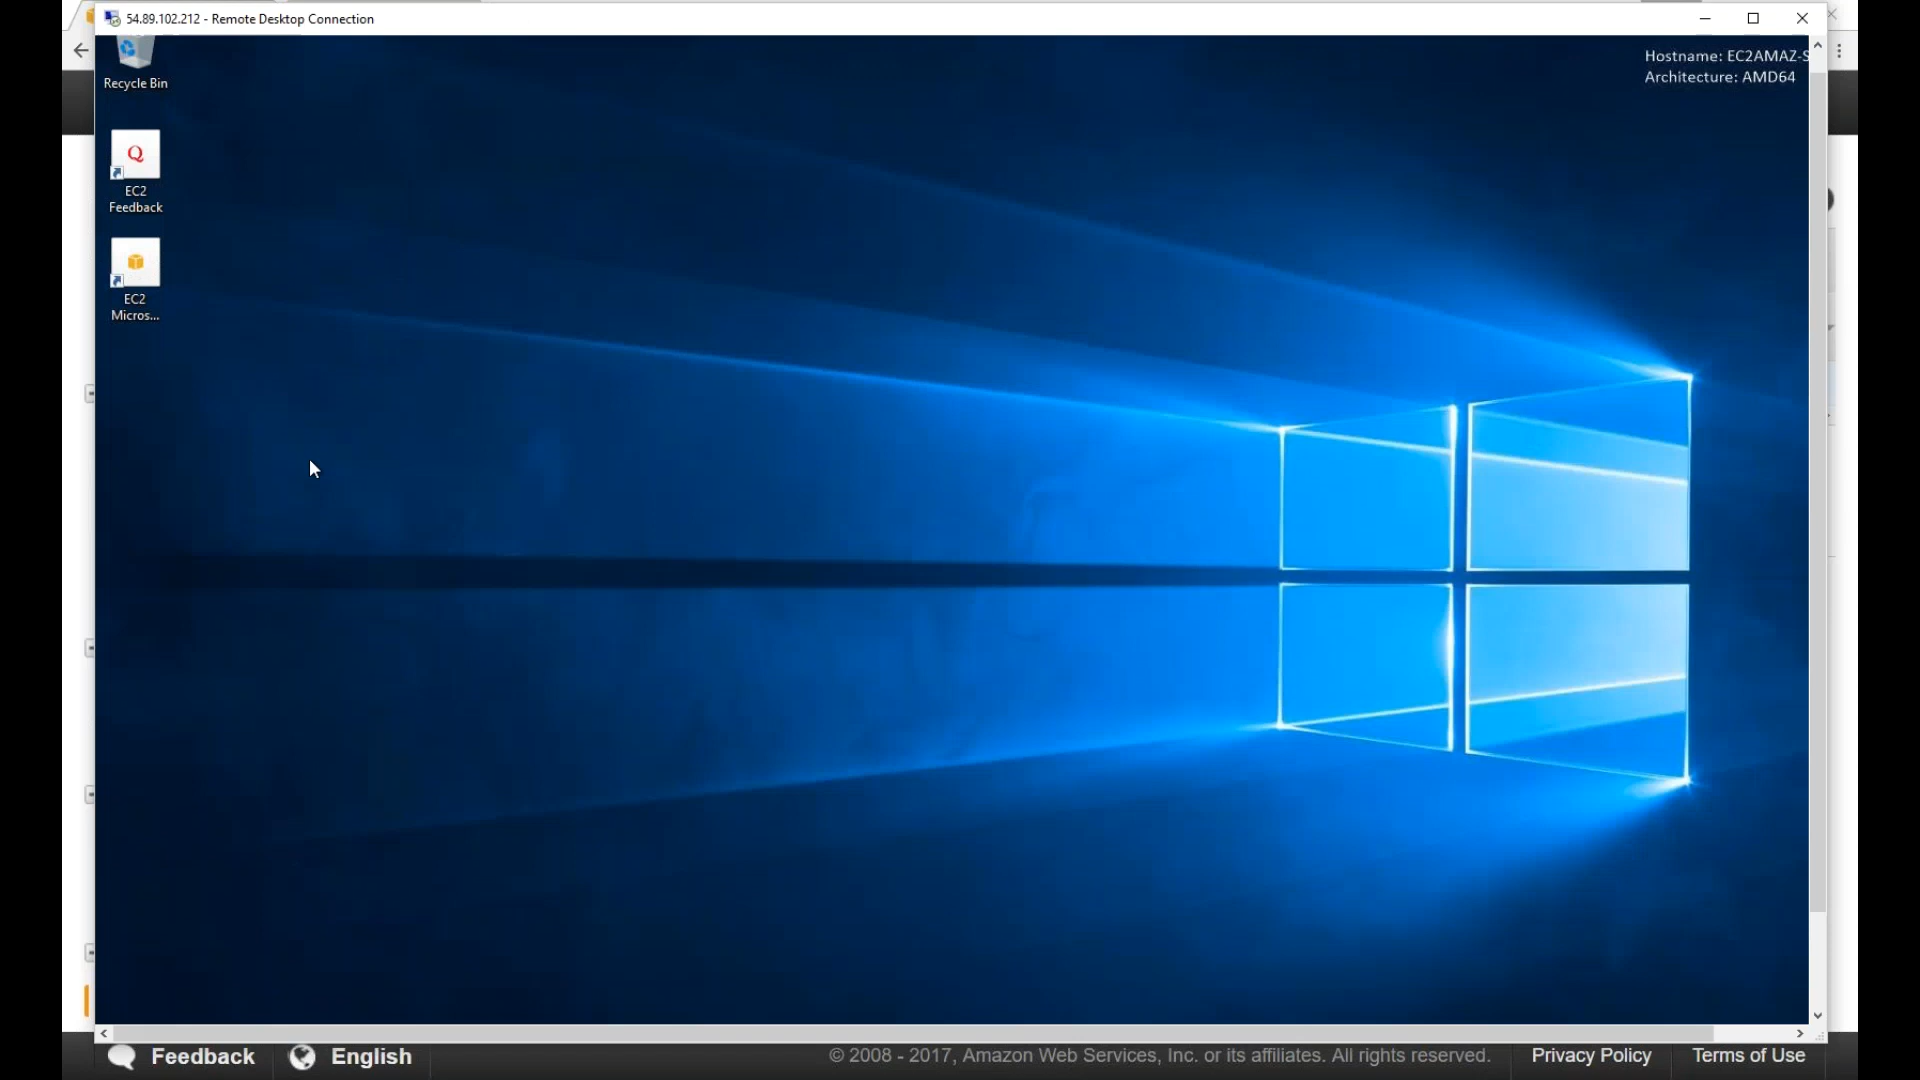 54.89.102.212 - Remote Desktop Connection
Hostname: EC2AMAZ-S
Architecture: AMD64
Recycle Bin
Q
EC2
Feedback
EC2
Micros...
Feedback
English
© 2008 - 2017, Amazon Web Services, Inc. or its affiliates. All rights reserved.
Privacy Policy
Terms of Use